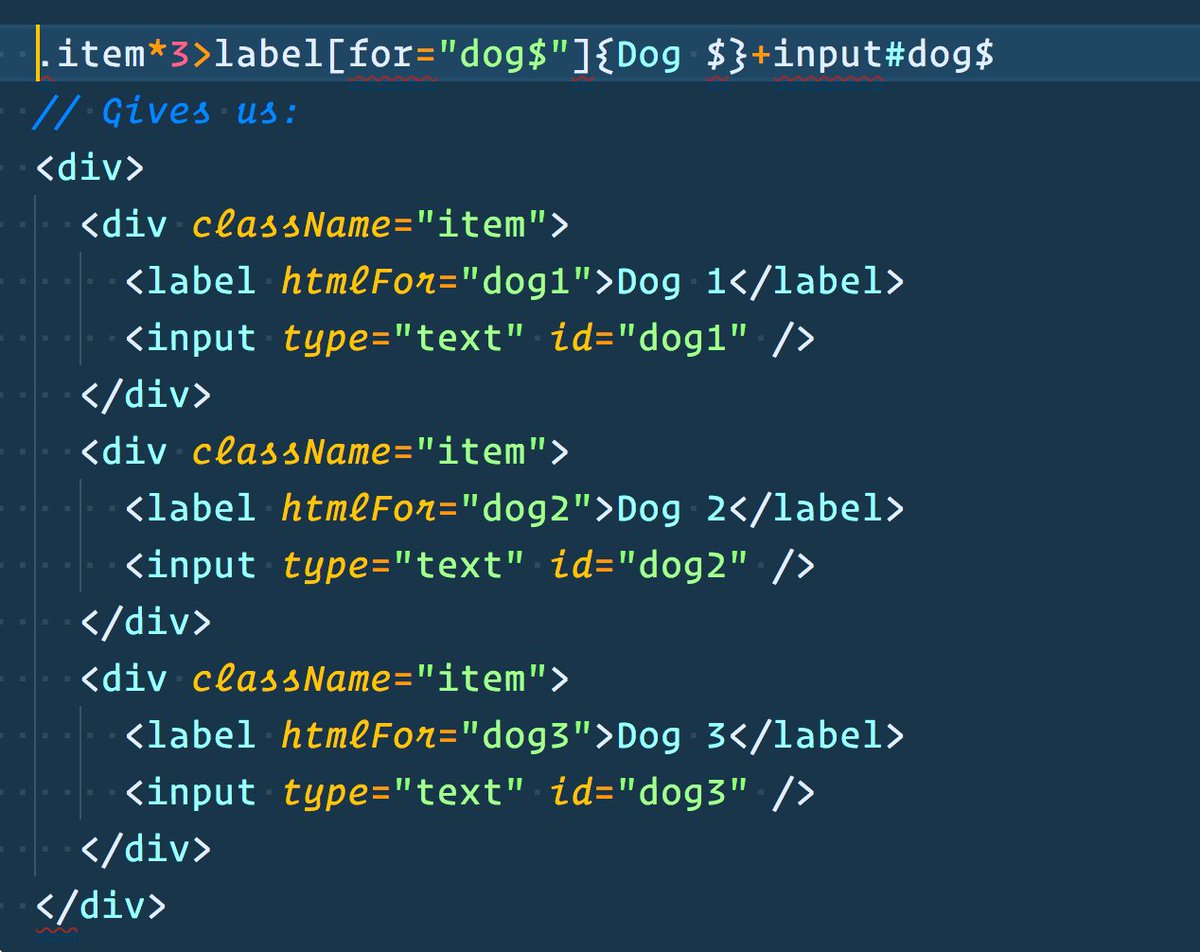 .item*3>label[for="dog$"]{Dog $}+input#dog$
// Gives us:
<div>
<div className="item">
<label htmlFor="dog1">Dog 1</label>
<input type="text" id="dog1" />
</div>
<div className="item">
<label htmlFor="dog2">Dog 2</label>
<input type="text" id="dog2" />
</div>
<div className="item">
<label htmlFor="dog3">Dog 3</label>
<input type="text" id="dog3" />
</div>
</div>